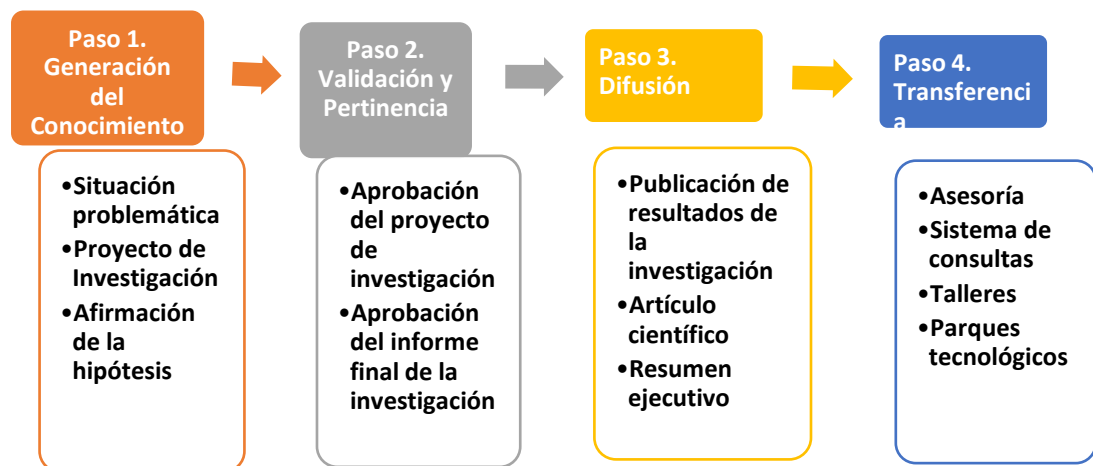 Paso 1.
Generación
del
Conocimiento
•Situación
problemática
•Proyecto de
Investigación
•Afirmación
de la
hipótesis
Paso 2.
Validación y
Pertinencia
•Aprobación
del proyecto
de
investigación
•Aprobación
del informe
final de la
investigación
Paso 3.
Difusión
•Publicación de
resultados de
la
investigación
•Artículo
científico
•Resumen
ejecutivo
Paso 4.
Transferenci
a
•Asesoría
•Sistema de
consultas
•Talleres
•Parques
tecnológicos